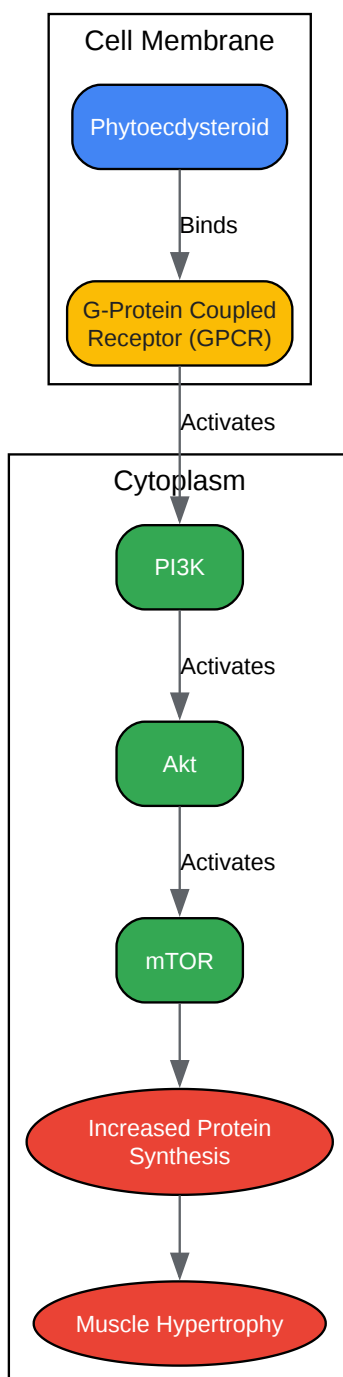 Cell Membrane
Phytoecdysteroid
Binds
G-Protein Coupled
Receptor (GPCR)
Activates
Cytoplasm
PI3K
Activates
Akt
Activates
mTOR
Increased Protein
Synthesis
Muscle Hypertrophy